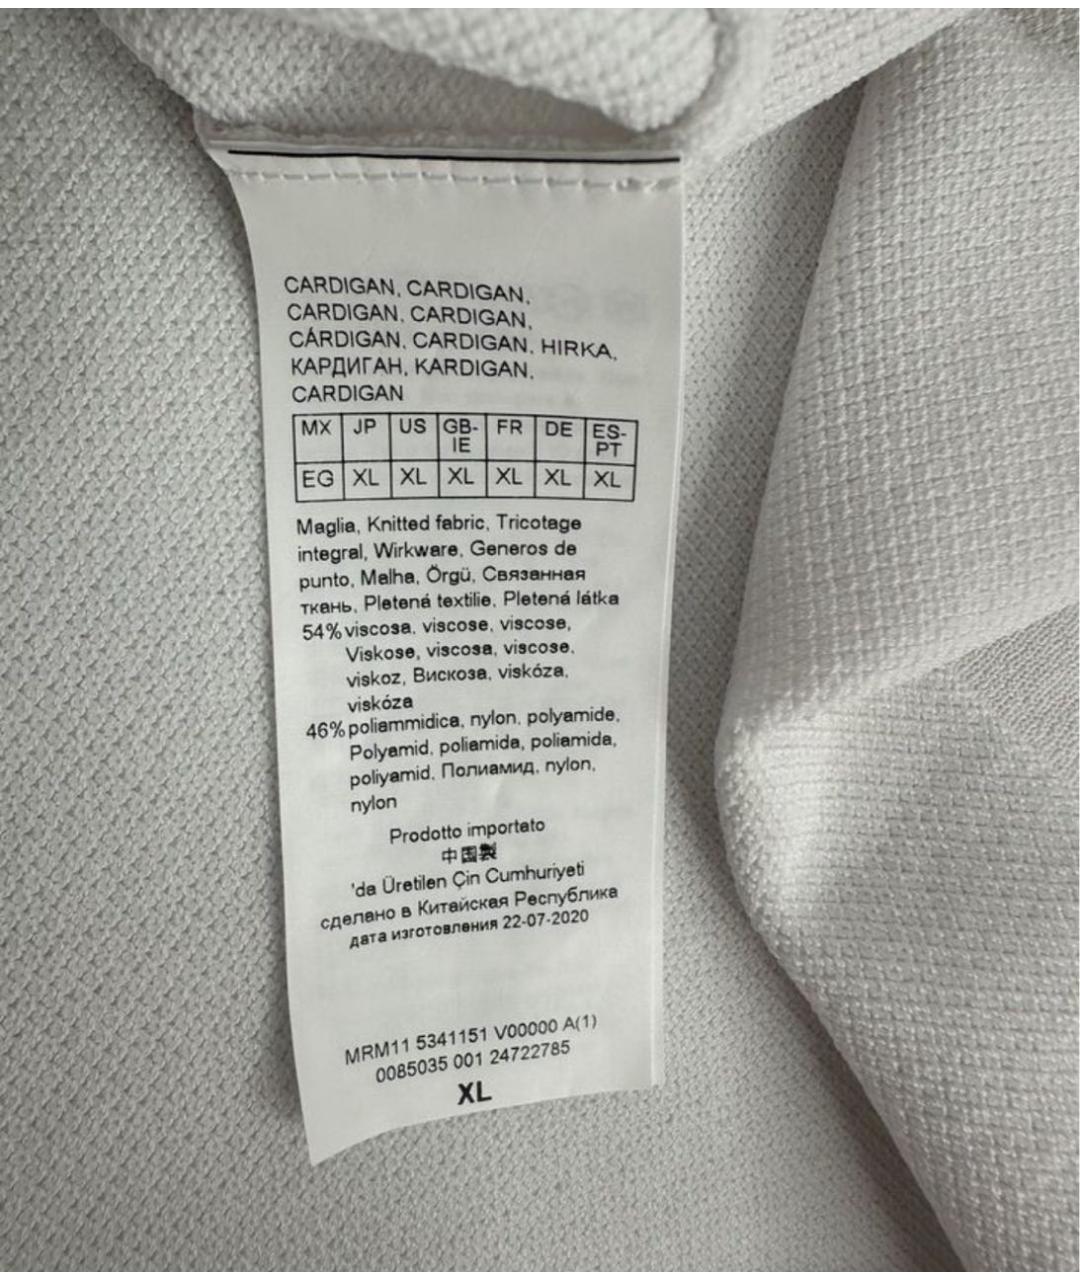 CARDIGAN, CARDIGAN,
CARDIGAN, CARDIGAN,
CÁRDIGAN, CARDIGAN, HIRKA,
КАРДИГАН, KARDIGAN,
CARDIGAN
MX JP US GB-IE FR DE ES-PT
EG XL XL XL XL XL XL
Maglia, Knitted fabric, Tricotage
integral, Wirkware, Generos de
punto, Malha, Örgü, Связанная
ткань, Pletená textilie, Pletená látka
54% viscosa, viscose, viscose,
Viskose, viscosa, viscose,
viskoz, Вискоза, viskóza,
viskóza
46% poliammidica, nylon, polyamide,
Polyamid, poliamida, poliamida,
poliyamid, Полиамид, nylon,
nylon
Prodotto importato
中国製
'da Üretilen Çin Cumhuriyeti
сделано в Китайская Республика
дата изготовления 22-07-2020
MRM11 5341151 V00000 A(1)
0085035 001 24722785
XL